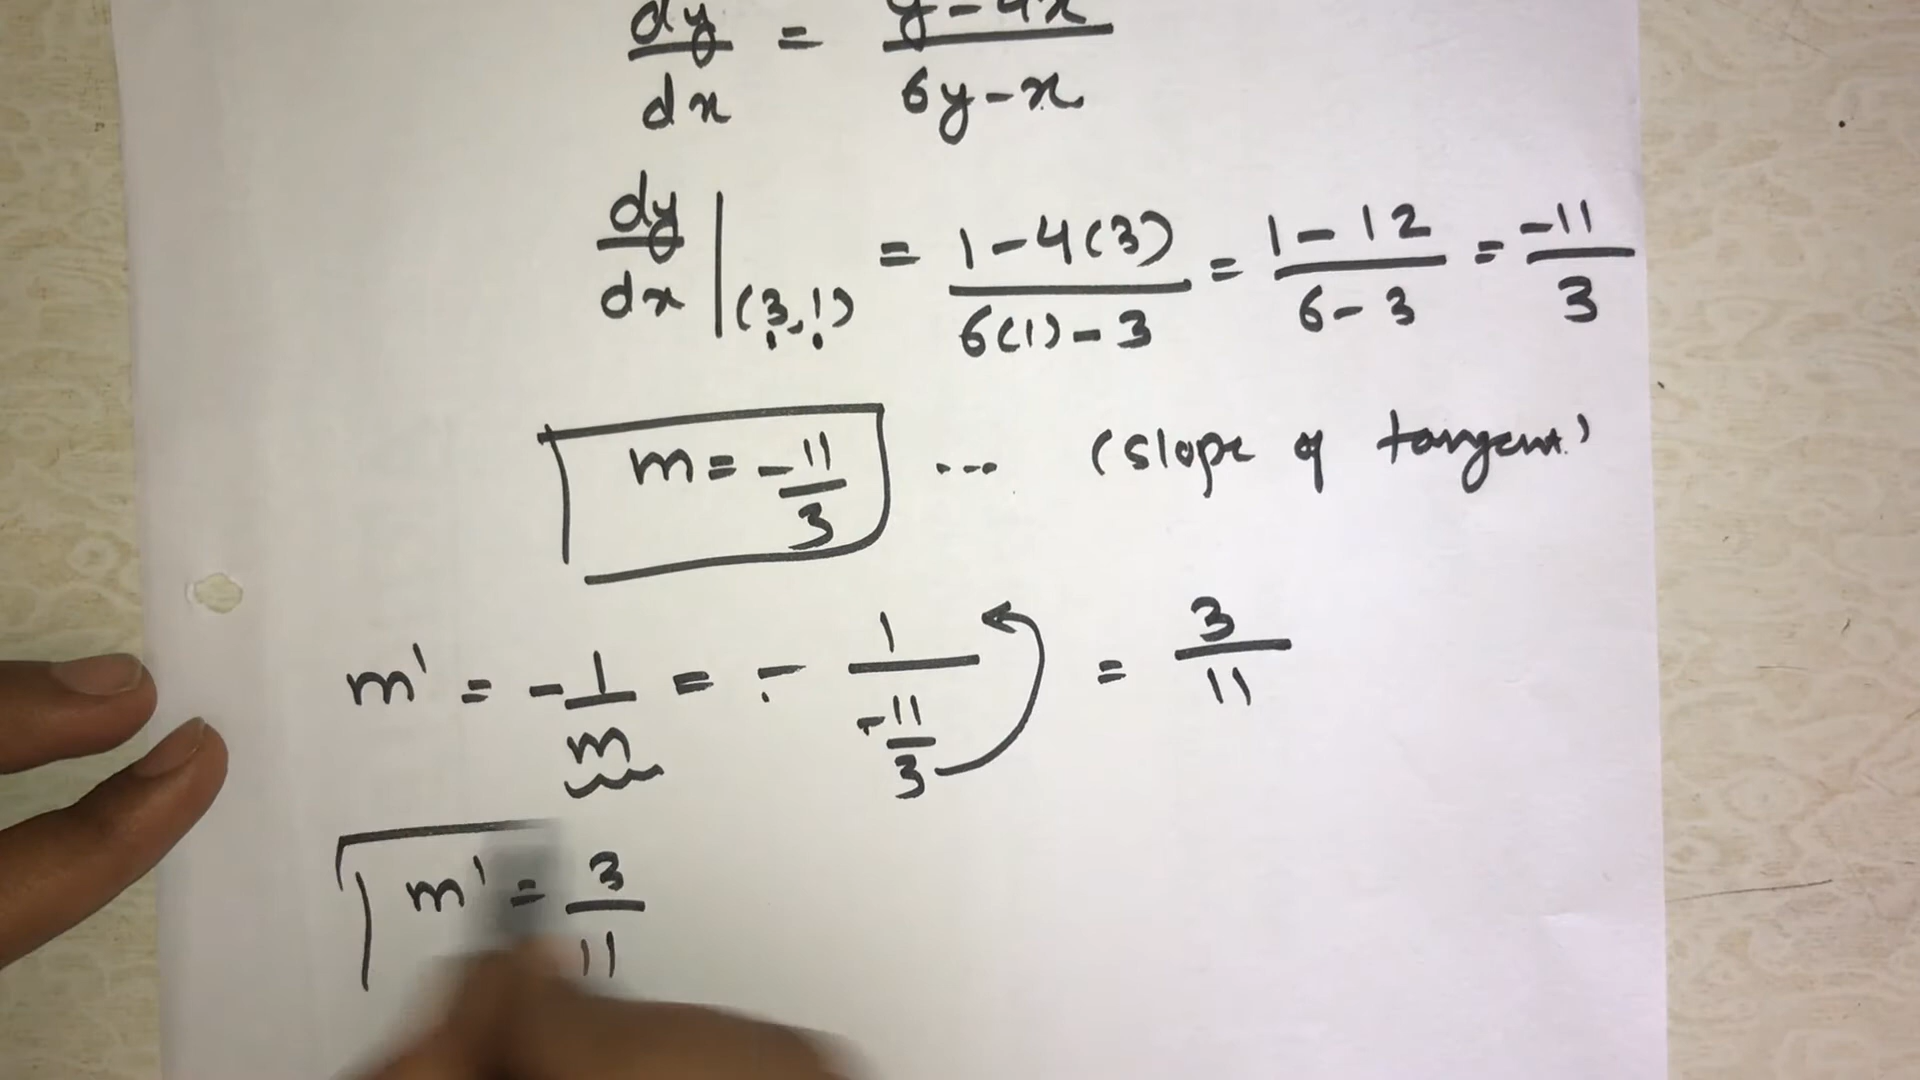 dy/dx = y-4x/6y-x
dy/dx |(3,1) = 1-4(3)/6(1)-3 = 1-12/6-3 = -11/3
m = -11/3 ... (slope of tangent)
m' = -1/m = - 1/(-11/3) = 3/11
m' = 3/11